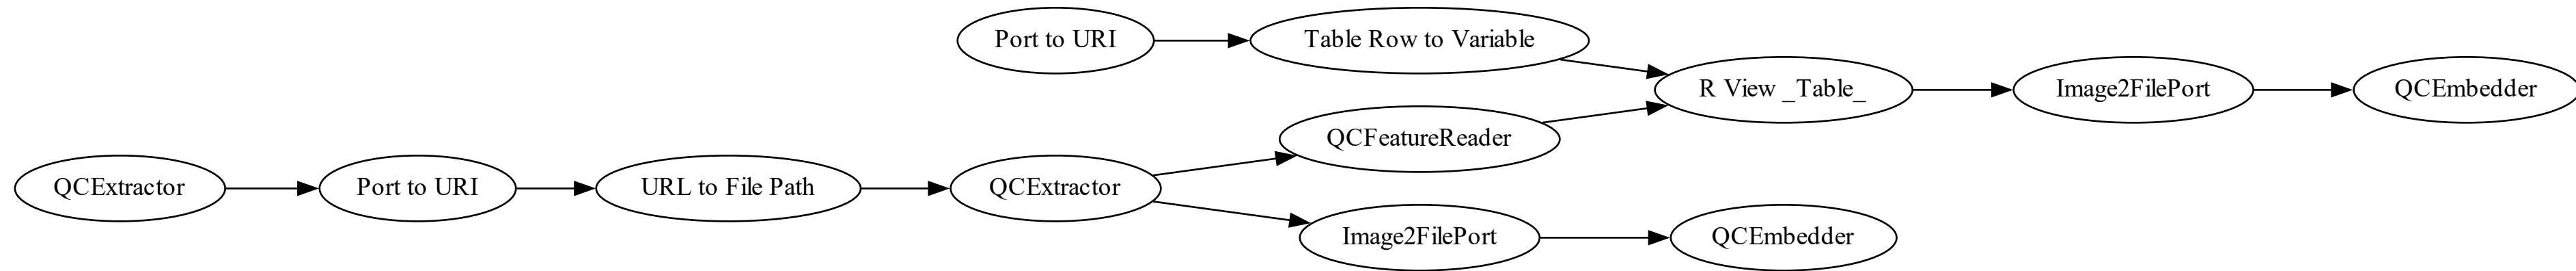 Port to URI
Table Row to Variable
R View _Table_
Image2FilePort
QCEmbedder
QCFeatureReader
QCExtractor
Port to URI
URL to File Path
QCExtractor
Image2FilePort
QCEmbedder